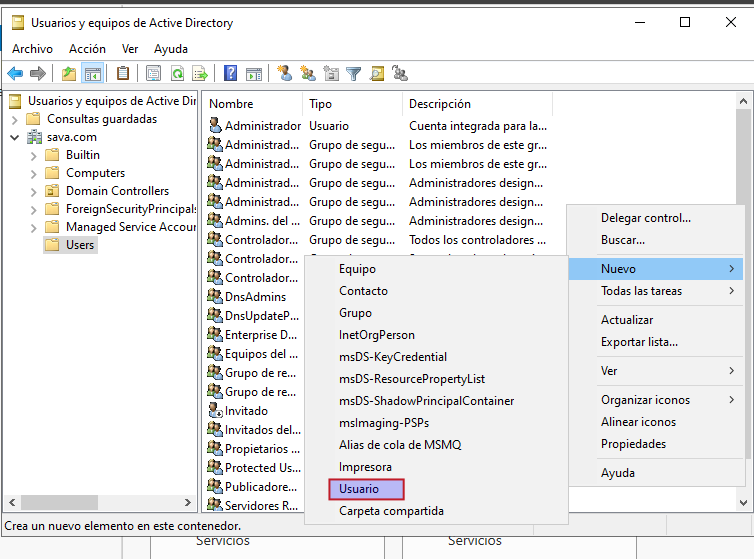 Usuarios y equipos de Active Directory
Archivo Acción Ver Ayuda
Usuarios y equipos de Active Dir
Consultas guardadas
sava.com
Builtin
Computers
Domain Controllers
ForeignSecurityPrincipals
Managed Service Accoun
Users
Nombre Tipo Descripción
Administrador Usuario Cuenta integrada para la...
Administrad... Grupo de segu... Los miembros de este gr...
Administrad... Grupo de segu... Los miembros de este gr...
Administrad... Grupo de segu... Administradores design...
Administrad... Grupo de segu... Administradores design...
Admins. del ... Grupo de segu... Administradores design...
Controlador... Grupo de segu... Todos los controladores ...
Controlador...
Controlador...
DnsAdmins
DnsUpdateP...
Enterprise D...
Equipos del ...
Grupo de re...
Grupo de re...
Invitado
Invitados del...
Propietarios ...
Protected Us...
Publicadore...
Servidores R...
Delegar control...
Buscar...
Nuevo
Todas las tareas
Actualizar
Exportar lista...
Ver
Organizar iconos
Alinear iconos
Propiedades
Ayuda
Equipo
Contacto
Grupo
InetOrgPerson
msDS-KeyCredential
msDS-ResourcePropertyList
msDS-ShadowPrincipalContainer
msImaging-PSPs
Alias de cola de MSMQ
Impresora
Usuario
Carpeta compartida
Crea un nuevo elemento en este contenedor.
Servicios Servicios